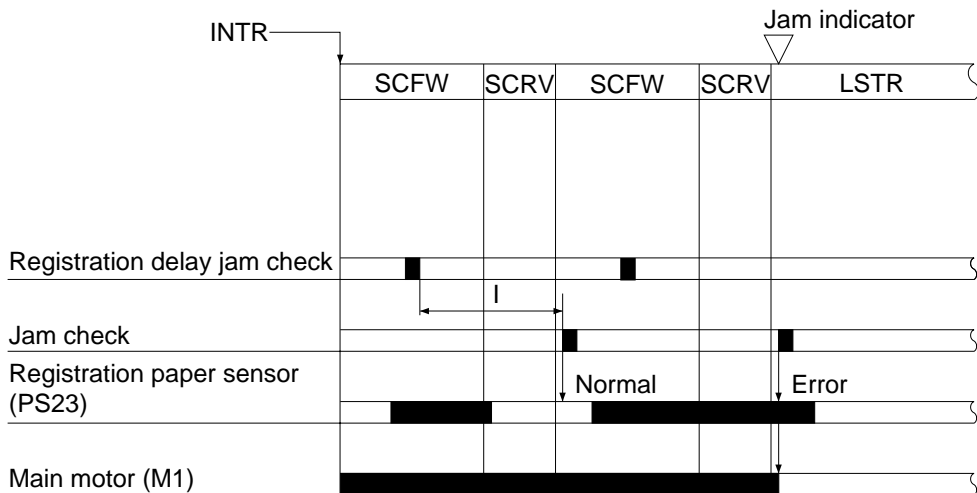 Jam indicator
INTR
SCFW SCRV SCFW SCRV LSTR
Registration delay jam check
l
Jam check
Registration paper sensor
(PS23)
Normal
Error
Main motor (M1)